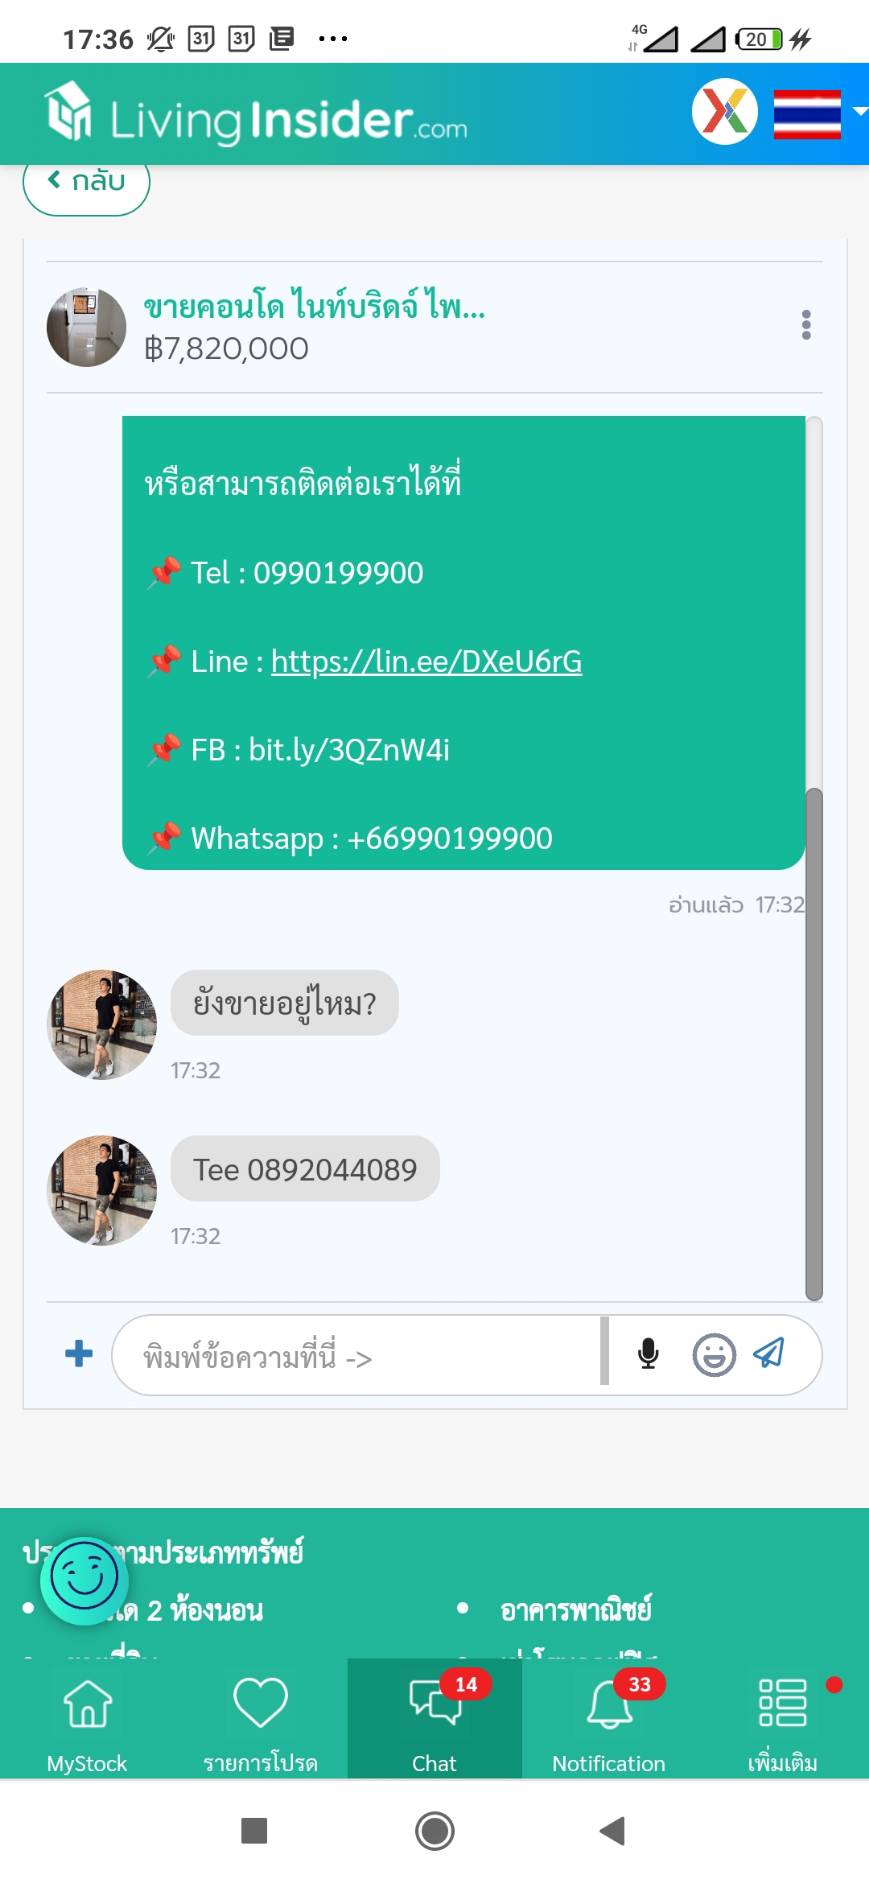 17:36
31
31
4G
20
LivingInsider.com
กลับ
ขายคอนโด ไนท์บริดจ์ ไพ...
฿7,820,000
หรือสามารถติดต่อเราได้ที่
Tel : 0990199900
Line : https://lin.ee/DXeU6rG
FB : bit.ly/3QZnW4i
Whatsapp : +66990199900
อ่านแล้ว 17:32
ยังขายอยู่ไหม?
17:32
Tee 0892044089
17:32
พิมพ์ข้อความที่นี่ ->
ตามประเภททรัพย์
2 ห้องนอน
อาคารพาณิชย์
14
33
MyStock
รายการโปรด
Chat
Notification
เพิ่มเติม